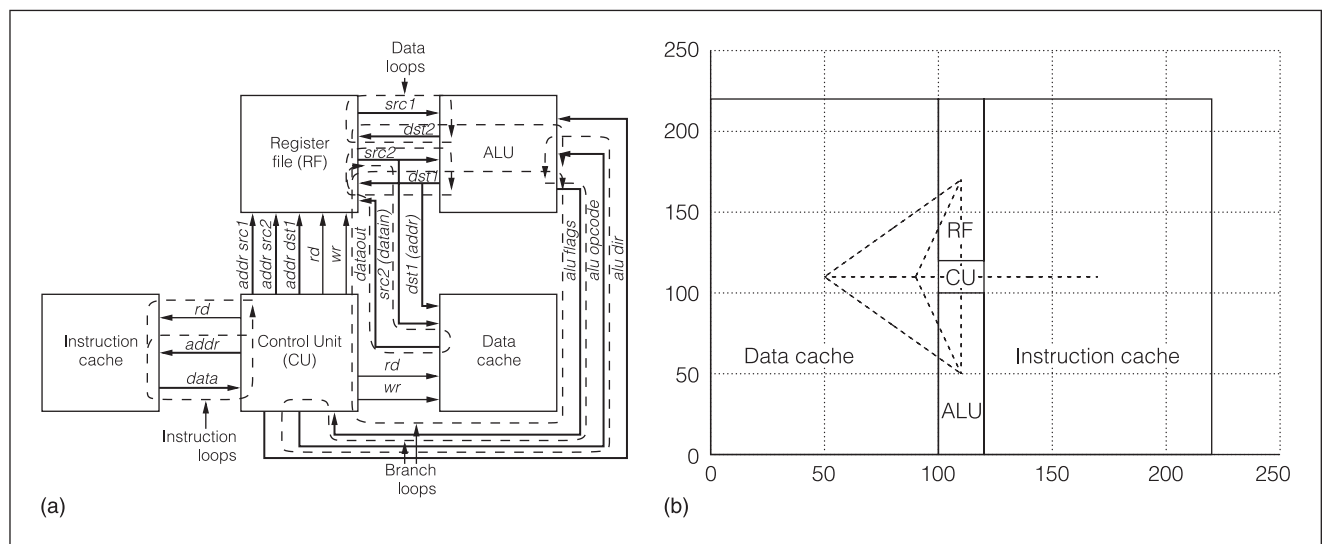 Data
loops
src1
dst2
src2
dst1
Register
file (RF)
ALU
addr src1
addr src2
addr dst1
rd
wr
dataout
src2 (datain)
dst1 (addr)
alu flags
alu opcode
alu dir
Instruction
cache
rd
addr
data
Control Unit
(CU)
rd
wr
Data
cache
Instruction
loops
Branch
loops
(a)
250
200
150
100
50
0
0
50
100
150
200
250
RF
CU
ALU
Data cache
Instruction cache
(b)